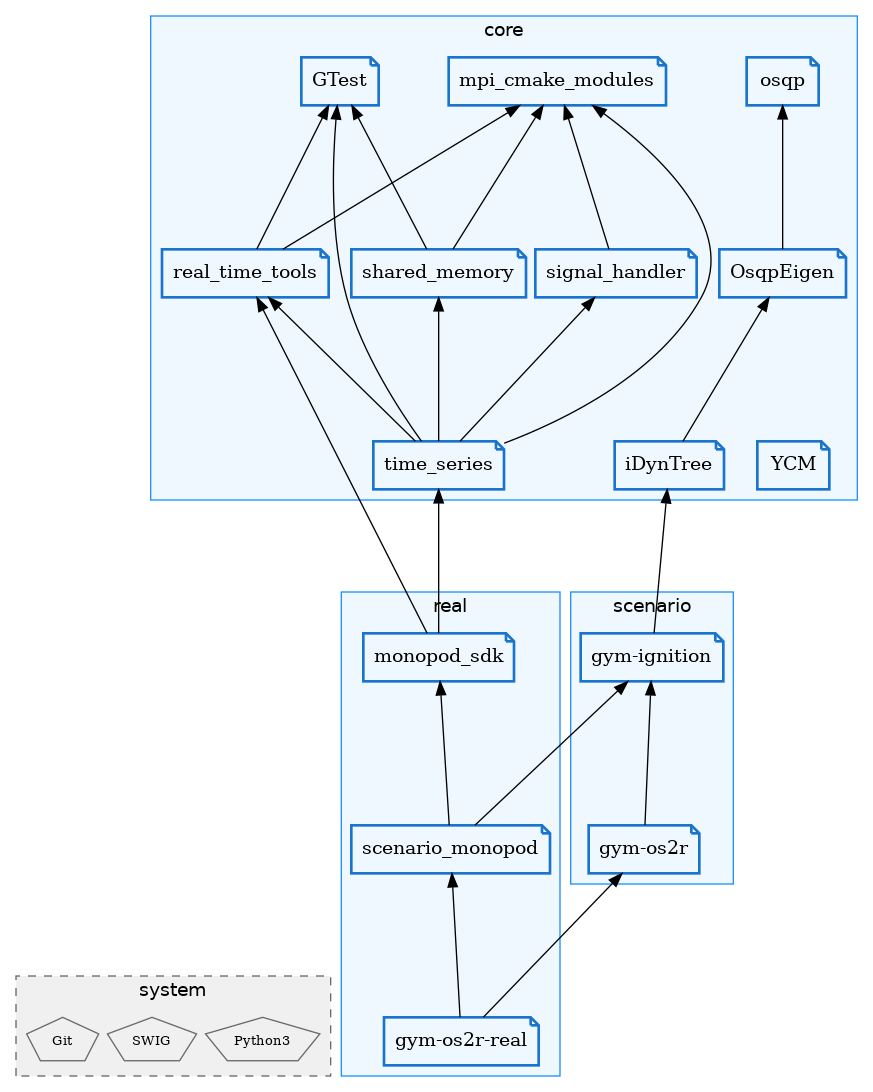 core
GTest
mpi_cmake_modules
osqp
real_time_tools
shared_memory
signal_handler
OsqpEigen
time_series
iDynTree
YCM
real
scenario
monopod_sdk
gym-ignition
scenario_monopod
gym-os2r
system
Git
SWIG
Python3
gym-os2r-real